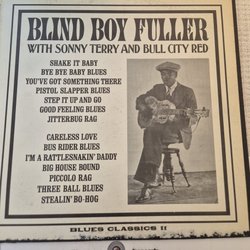 BLIND BOY FULLER
WITH SONNY TERRY AND BULL CITY RED
SHAKE IT BABY
BYE BYE BABY BLUES
YOU'VE GOT SOMETHING THERE
PISTOL SLAPPER BLUES
STEP IT UP AND GO
GOOD FEELING BLUES
JITTERBUG RAG
CARELESS LOVE
BUS RIDER BLUES
I'M A RATTLESNAKIN' DADDY
BIG HOUSE BOUND
PICCOLO RAG
THREE BALL BLUES
STEALIN' BO-HOG
BLUES CLASSICS 11